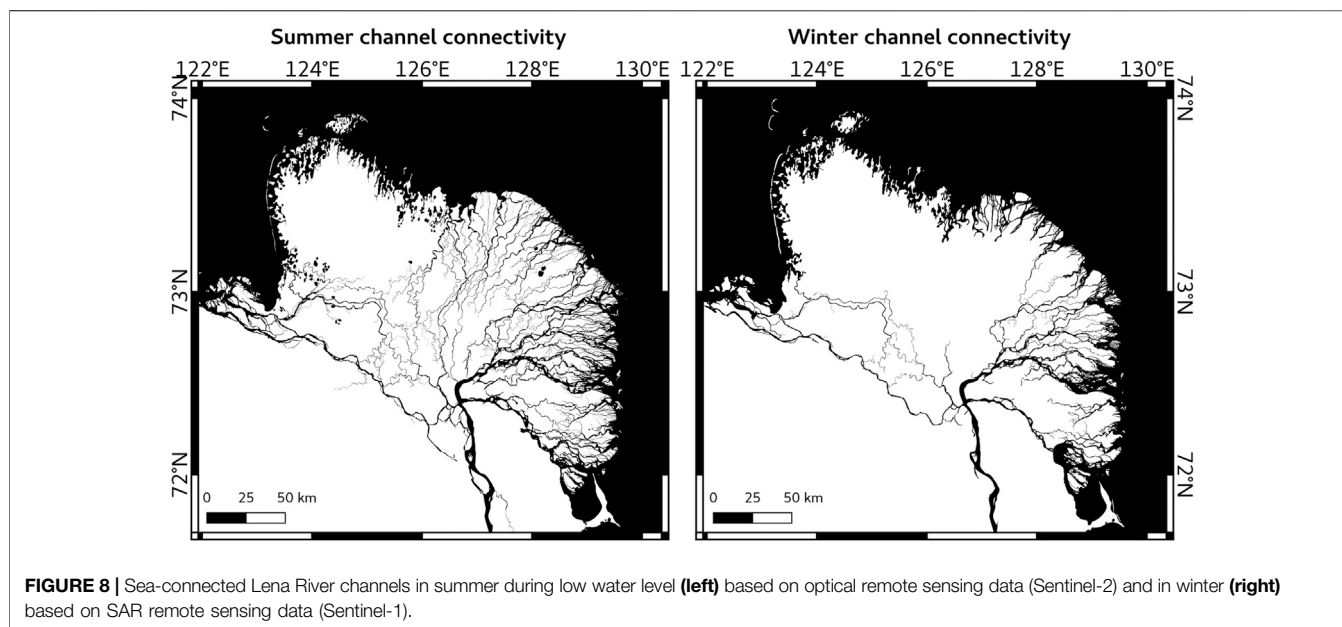 Summer channel connectivity
Winter channel connectivity
122°E 124°E 126°E 128°E 130°E
122°E 124°E 126°E 128°E 130°E
74°N
74°N
73°N
73°N
72°N
72°N
0 25 50 km
0 25 50 km
FIGURE 8 | Sea-connected Lena River channels in summer during low water level (left) based on optical remote sensing data (Sentinel-2) and in winter (right)
based on SAR remote sensing data (Sentinel-1).